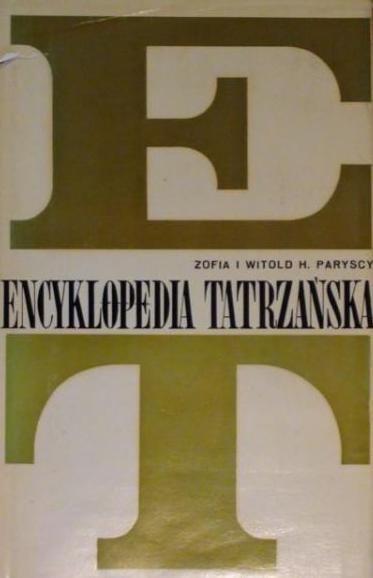 E
ZOFIA I WITOLD H. PARYSCY
ENCYKLOPEDIA TATRZAŃSKA
T